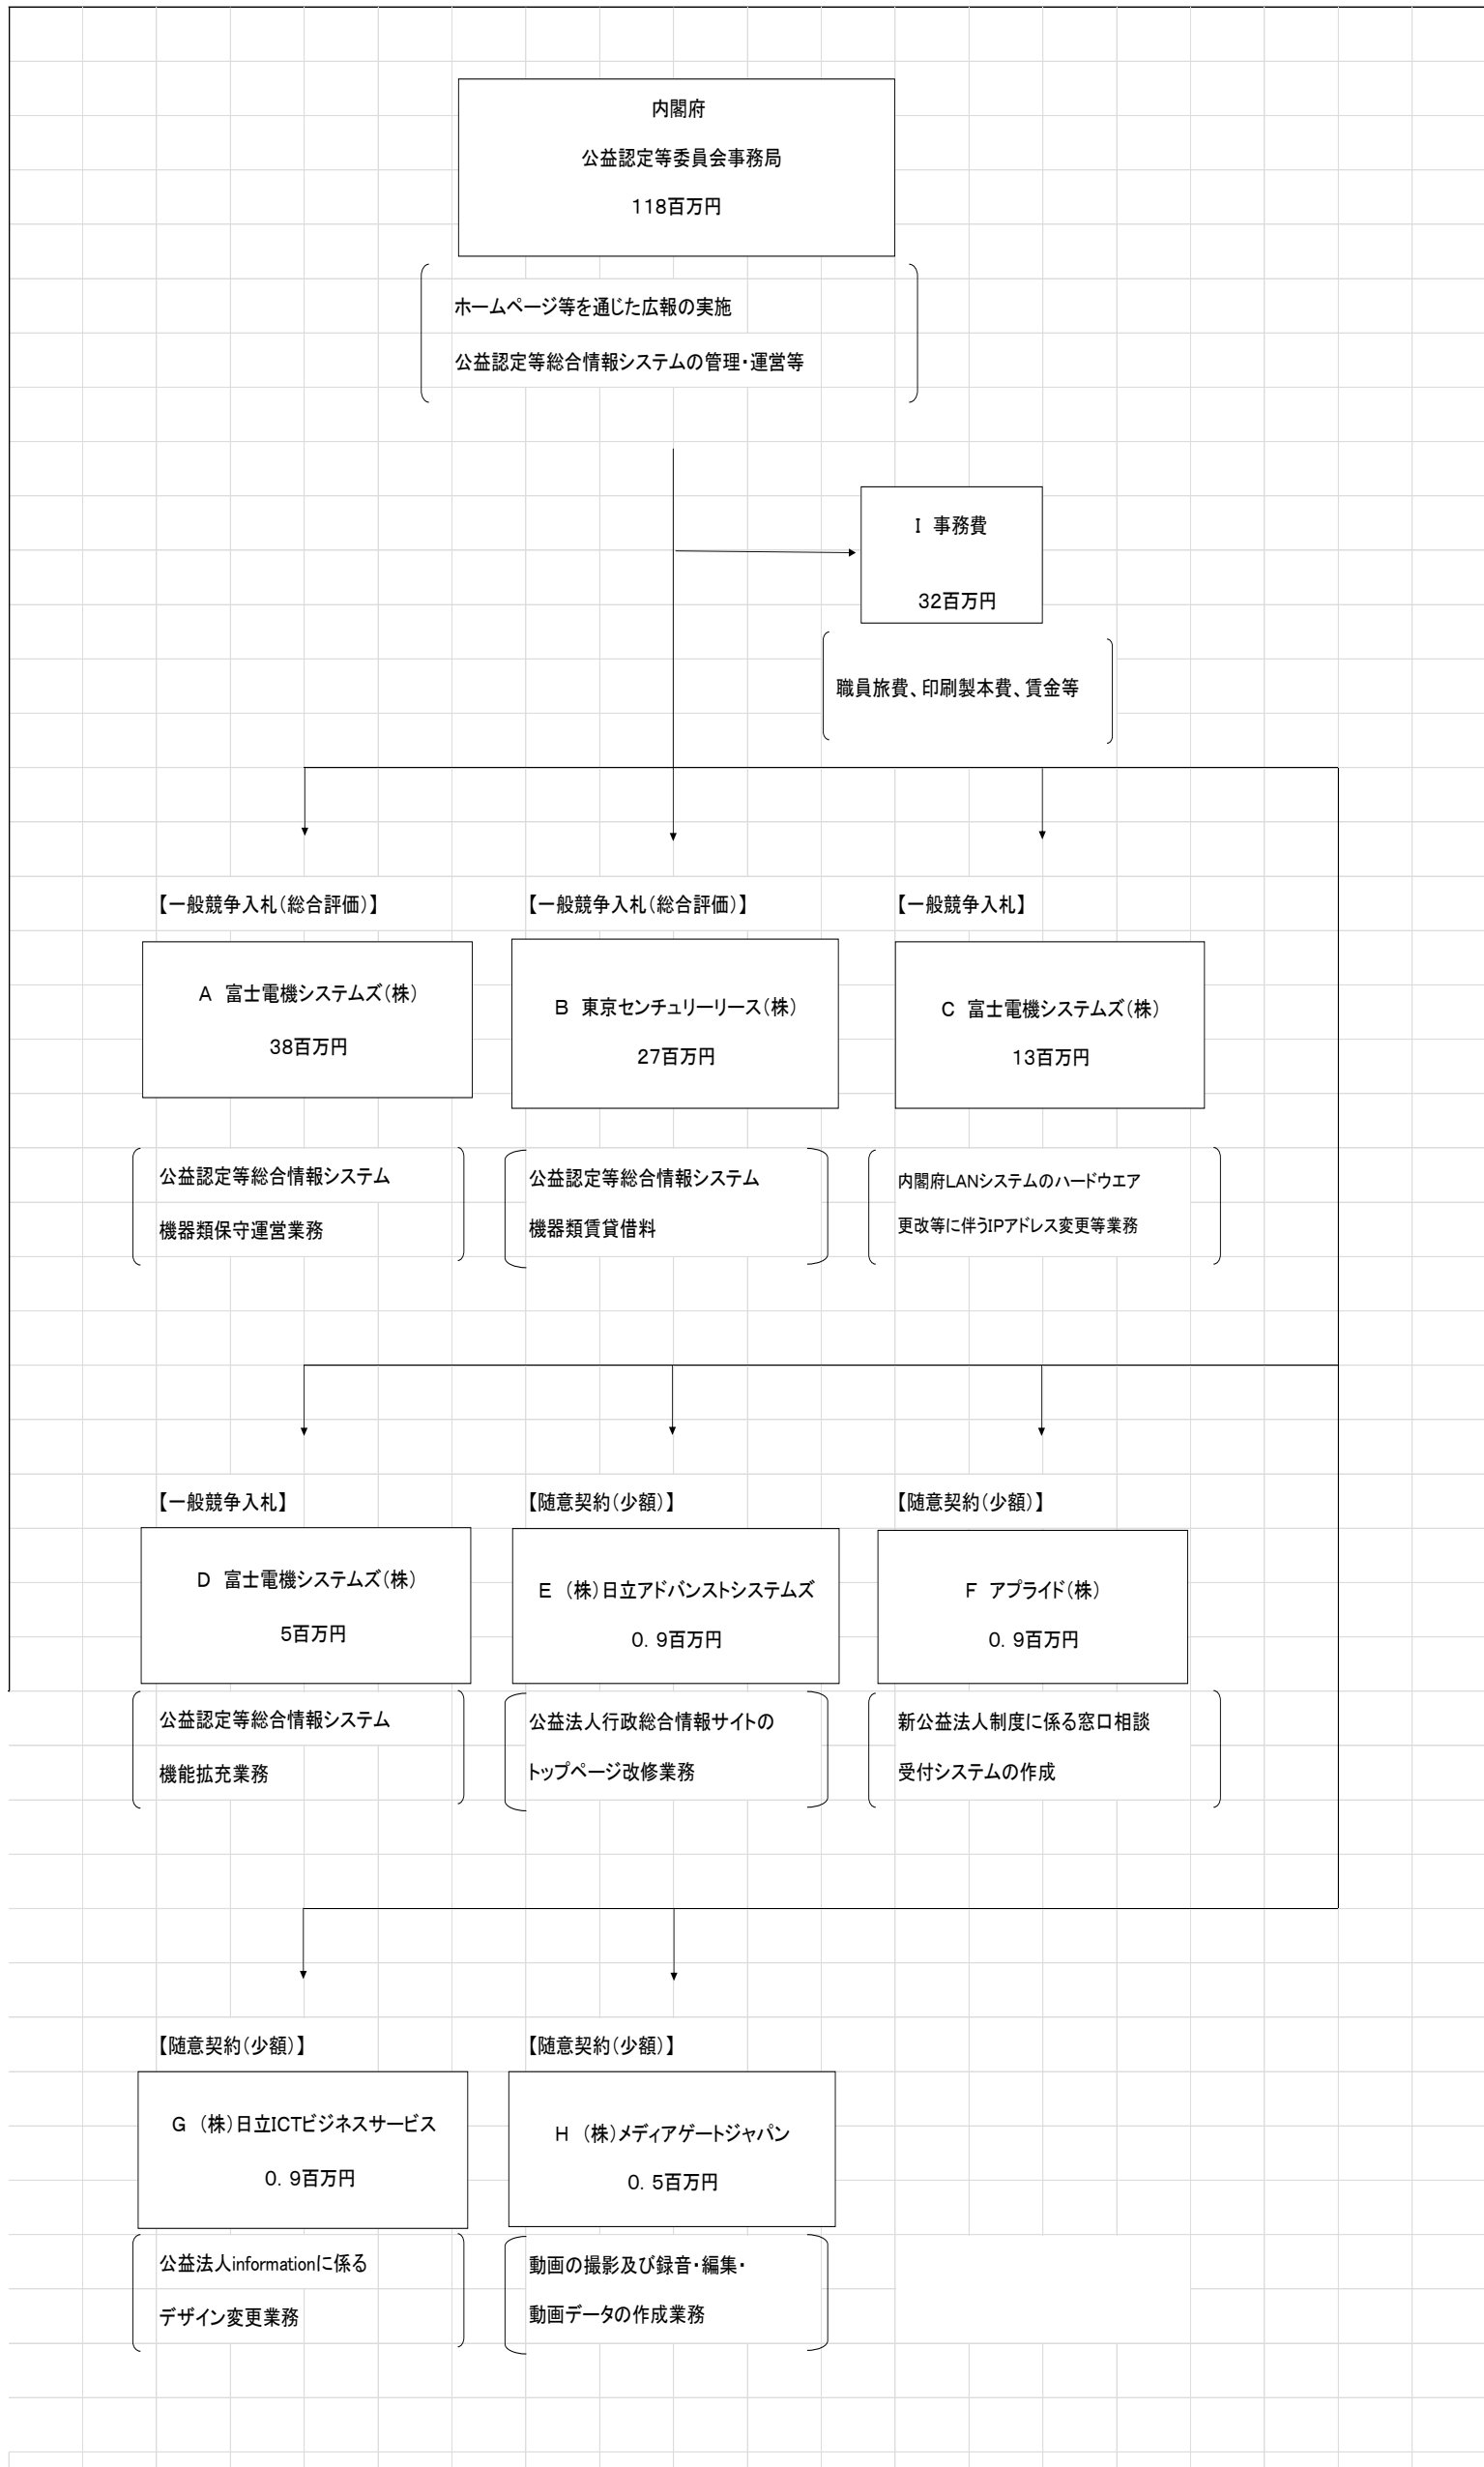 内閣府
公益認定等委員会事務局
118百万円
ホームページ等を通じた広報の実施
公益認定等総合情報システムの管理・運営等
I 事務費
32百万円
職員旅費、印刷製本費、賃金等
【一般競争入札(総合評価)】
A 富士電機システムズ(株)
38百万円
公益認定等総合情報システム
機器類保守運営業務
【一般競争入札(総合評価)】
B 東京センチュリーリース(株)
27百万円
公益認定等総合情報システム
機器類賃貸借料
【一般競争入札】
C 富士電機システムズ(株)
13百万円
内閣府LANシステムのハードウエア
更改等に伴うIPアドレス変更等業務
【一般競争入札】
D 富士電機システムズ(株)
5百万円
公益認定等総合情報システム
機能拡充業務
【随意契約(少額)】
E (株)日立アドバンストシステムズ
0.9百万円
公益法人行政総合情報サイトの
トップページ改修業務
【随意契約(少額)】
F アプライド(株)
0.9百万円
新公益法人制度に係る窓口相談
受付システムの作成
【随意契約(少額)】
G (株)日立ICTビジネスサービス
0.9百万円
公益法人informationに係る
デザイン変更業務
【随意契約(少額)】
H (株)メディアゲートジャパン
0.5百万円
動画の撮影及び録音・編集・
動画データの作成業務